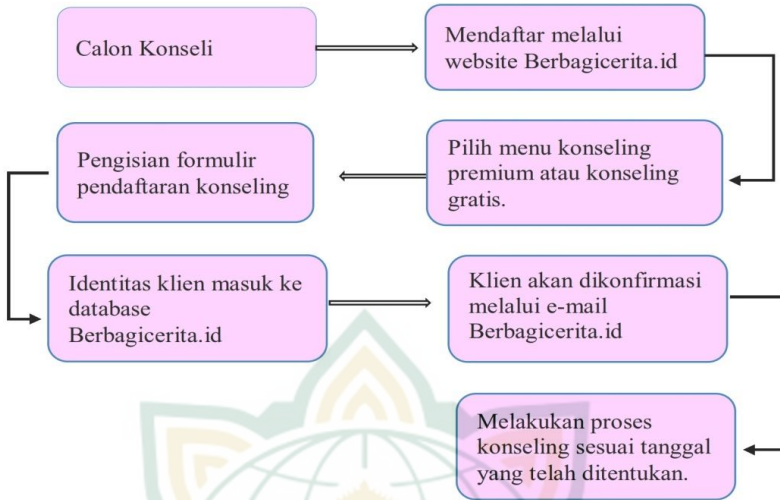 Calon Konseli
Mendaftar melalui
website Berbagicerita.id
Pilih menu konseling
premium atau konseling
gratis.
Pengisian formulir
pendaftaran konseling
Identitas klien masuk ke
database
Berbagicerita.id
Klien akan dikonfirmasi
melalui e-mail
Berbagicerita.id
Melakukan proses
konseling sesuai tanggal
yang telah ditentukan.